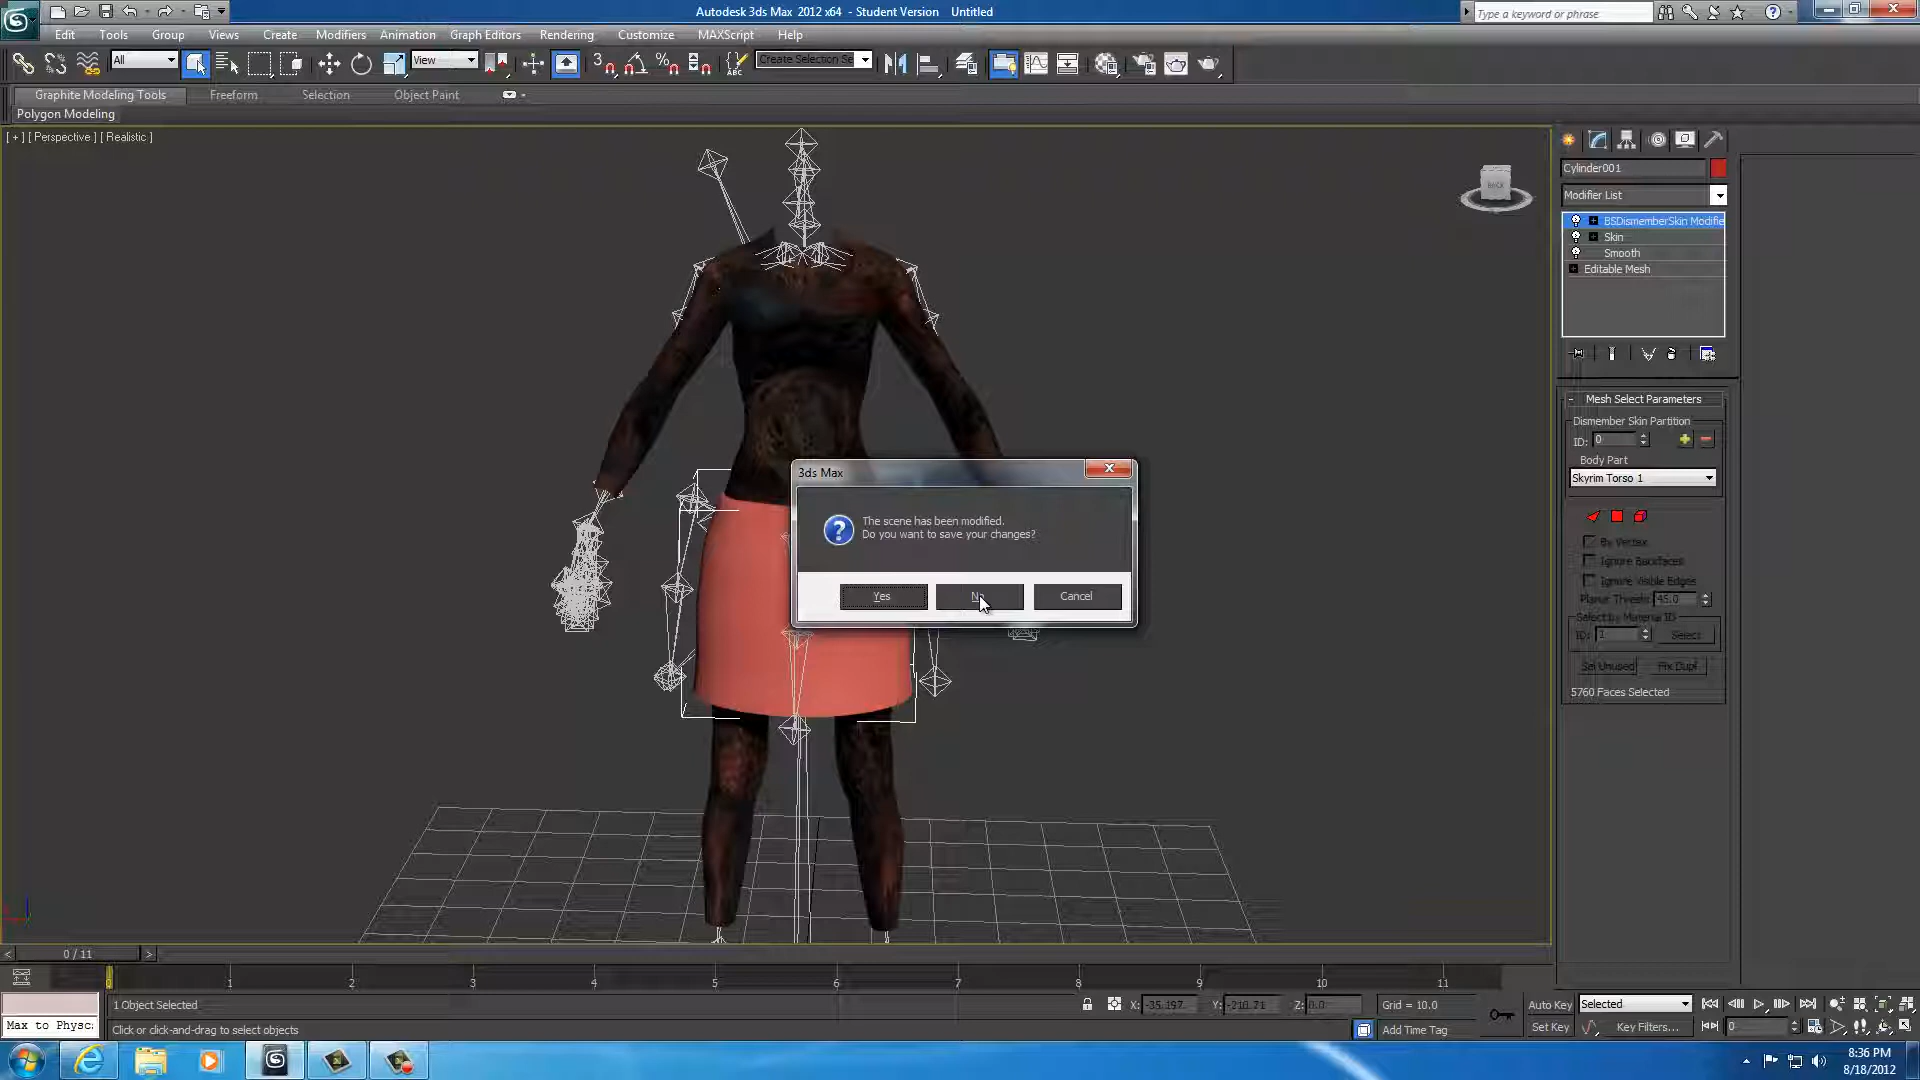 Autodesk 3ds Max 2012 x64 - Student Version Untitled
Type a keyword or phrase
Edit Tools Group Views Create Modifiers Animation Graph Editors Rendering Customize MAXScript Help
All View Create Selection Se
Graphite Modeling Tools Freeform Selection Object Paint
Polygon Modeling
[ + ] [ Perspective ] [ Realistic ]
BACK
Cylinder001
Modifier List
BSDismemberSkin Modifie
Skin
Smooth
Editable Mesh
Mesh Select Parameters
Dismember Skin Partition
ID: 0
Body Part
Skyrim Torso 1
By Vertex
Ignore Backfaces
Ignore Visible Edges
Planar Thresh: 45.0
Select by Material ID
ID: 1 Select
Sel Unused Fix Dupl
5760 Faces Selected
3ds Max
The scene has been modified.
Do you want to save your changes?
Yes No Cancel
0 / 11
0 1 2 3 4 5 6 7 8 9 10 11
1 Object Selected
X: -35.197 Y: -210.71 Z: 0.0 Grid = 10.0
Auto Key Selected
Max to Physc:
Click or click-and-drag to select objects
Add Time Tag
Set Key Key Filters... 0
8:36 PM
8/18/2012